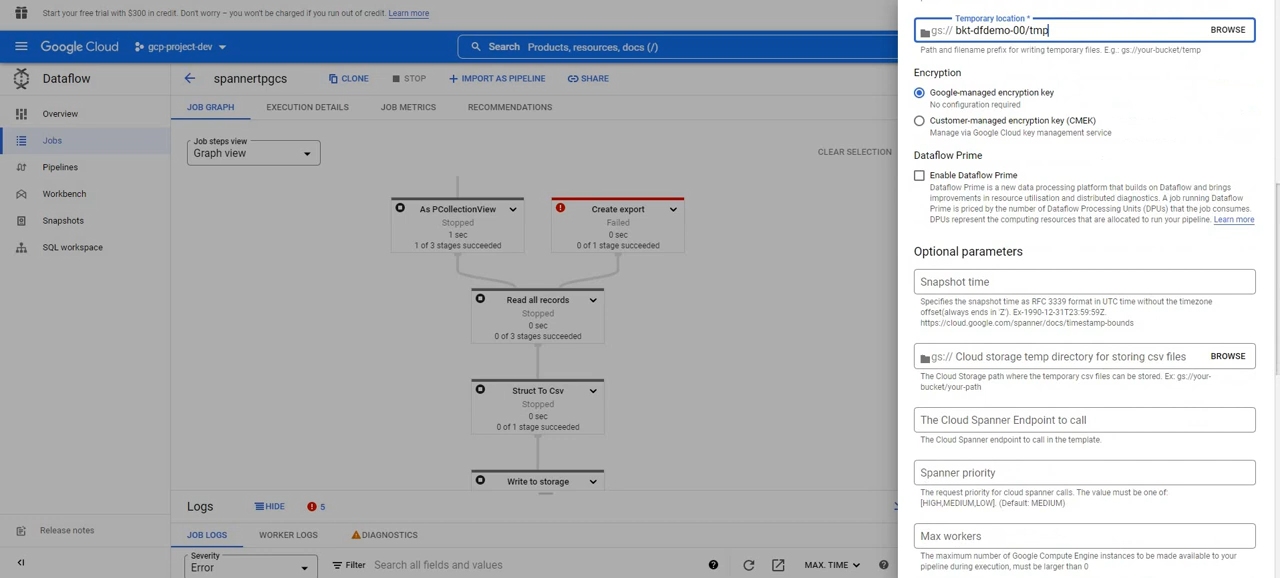 Start your free trial with $300 in credit. Don't worry – you won't be charged if you run out of credit. Learn more
Google Cloud
gcp-project-dev
Search Products, resources, docs (/)
Dataflow
Overview
Jobs
Pipelines
Workbench
Snapshots
SQL workspace
Release notes
spannertpgcs
CLONE
STOP
IMPORT AS PIPELINE
SHARE
JOB GRAPH
EXECUTION DETAILS
JOB METRICS
RECOMMENDATIONS
Job steps view
Graph view
CLEAR SELECTION
As PCollectionView
Stopped
1 sec
1 of 3 stages succeeded
Create export
Failed
0 sec
0 of 1 stage succeeded
Read all records
Stopped
0 sec
0 of 3 stages succeeded
Struct To Csv
Stopped
0 sec
0 of 1 stage succeeded
Write to storage
Logs
HIDE
5
JOB LOGS
WORKER LOGS
DIAGNOSTICS
Severity
Error
Filter Search all fields and values
MAX. TIME
Temporary location *
gs:// bkt-dfdemo-00/tmp
BROWSE
Path and filename prefix for writing temporary files. E.g.: gs://your-bucket/temp
Encryption
Google-managed encryption key
No configuration required
Customer-managed encryption key (CMEK)
Manage via Google Cloud key management service
Dataflow Prime
Enable Dataflow Prime
Dataflow Prime is a new data processing platform that builds on Dataflow and brings
improvements in resource utilisation and distributed diagnostics. A job running Dataflow
Prime is priced by the number of Dataflow Processing Units (DPUs) that the job consumes.
DPUs represent the computing resources that are allocated to run your pipeline. Learn more
Optional parameters
Snapshot time
Specifies the snapshot time as RFC 3339 format in UTC time without the timezone
offset(always ends in 'Z'). Ex-1990-12-31T23:59:59Z.
https://cloud.google.com/spanner/docs/timestamp-bounds
gs:// Cloud storage temp directory for storing csv files
BROWSE
The Cloud Storage path where the temporary csv files can be stored. Ex: gs://your-
bucket/your-path
The Cloud Spanner Endpoint to call
The Cloud Spanner endpoint to call in the template.
Spanner priority
The request priority for cloud spanner calls. The value must be one of:
[HIGH,MEDIUM,LOW]. (Default: MEDIUM)
Max workers
The maximum number of Google Compute Engine instances to be made available to your
pipeline during execution, must be larger than 0